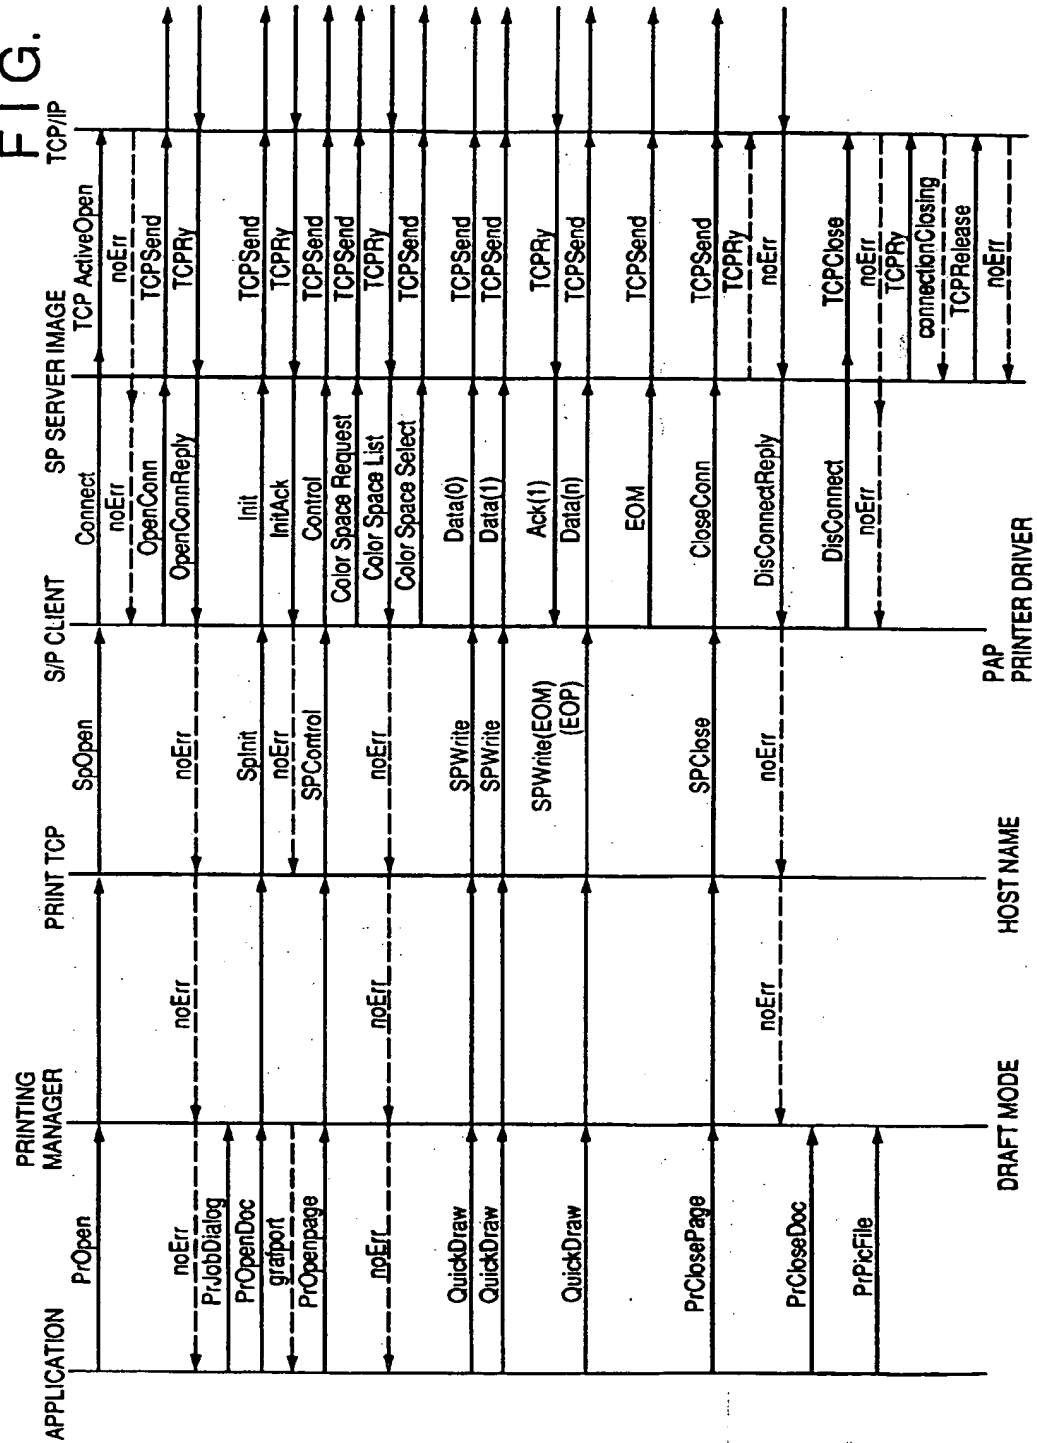 FIG.
APPLICATION
PRINTING
MANAGER
PRINT TCP
S/P CLIENT
SP SERVER IMAGE
TCP/IP
PrOpen
SpOpen
Connect
TCP ActiveOpen
noErr
noErr
OpenConn
TCPSend
noErr
noErr
noErr
OpenConnReply
TCPRy
PrJobDialog
PrOpenDoc
SpInit
Init
TCPSend
grafport
noErr
InitAck
TCPRy
PrOpenpage
SPControl
Control
TCPSend
Color Space Request
TCPSend
noErr
noErr
noErr
Color Space List
TCPRy
Color Space Select
TCPSend
QuickDraw
SPWrite
Data(0)
TCPSend
QuickDraw
SPWrite
Data(1)
TCPSend
Ack(1)
TCPRy
QuickDraw
SPWrite(EOM)
(EOP)
Data(n)
TCPSend
EOM
TCPSend
PrClosePage
SPClose
CloseConn
TCPSend
TCPRy
noErr
noErr
noErr
DisConnectReply
PrCloseDoc
DisConnect
TCPClose
PrPicFile
noErr
noErr
TCPRy
connectionClosing
TCPRelease
noErr
DRAFT MODE
HOST NAME
PAP
PRINTER DRIVER